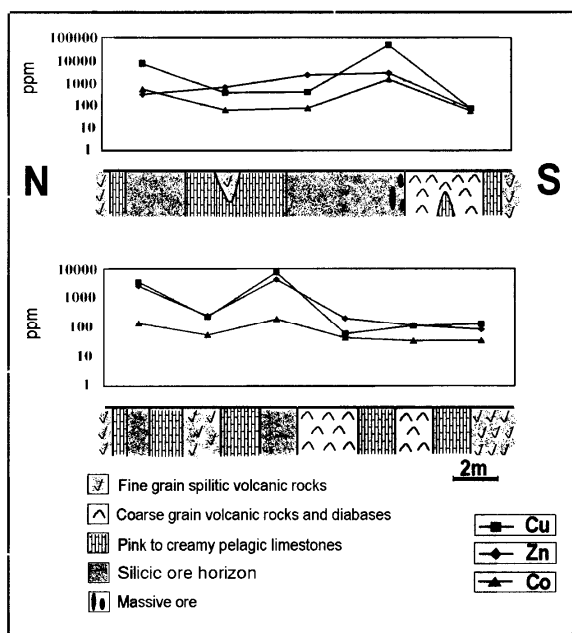 100000
10000
1000
100
10
1
ppm
N
S
10000
1000
100
10
1
ppm
2m
Fine grain spilitic volcanic rocks
Coarse grain volcanic rocks and diabases
Pink to creamy pelagic limestones
Silicic ore horizon
Massive ore
Cu
Zn
Co